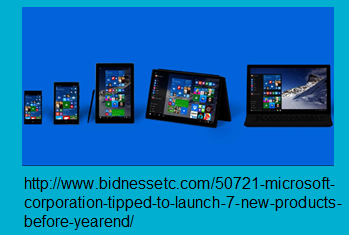 http://www.bidnessetc.com/50721-microsoft-
corporation-tipped-to-launch-7-new-products-
before-yearend/